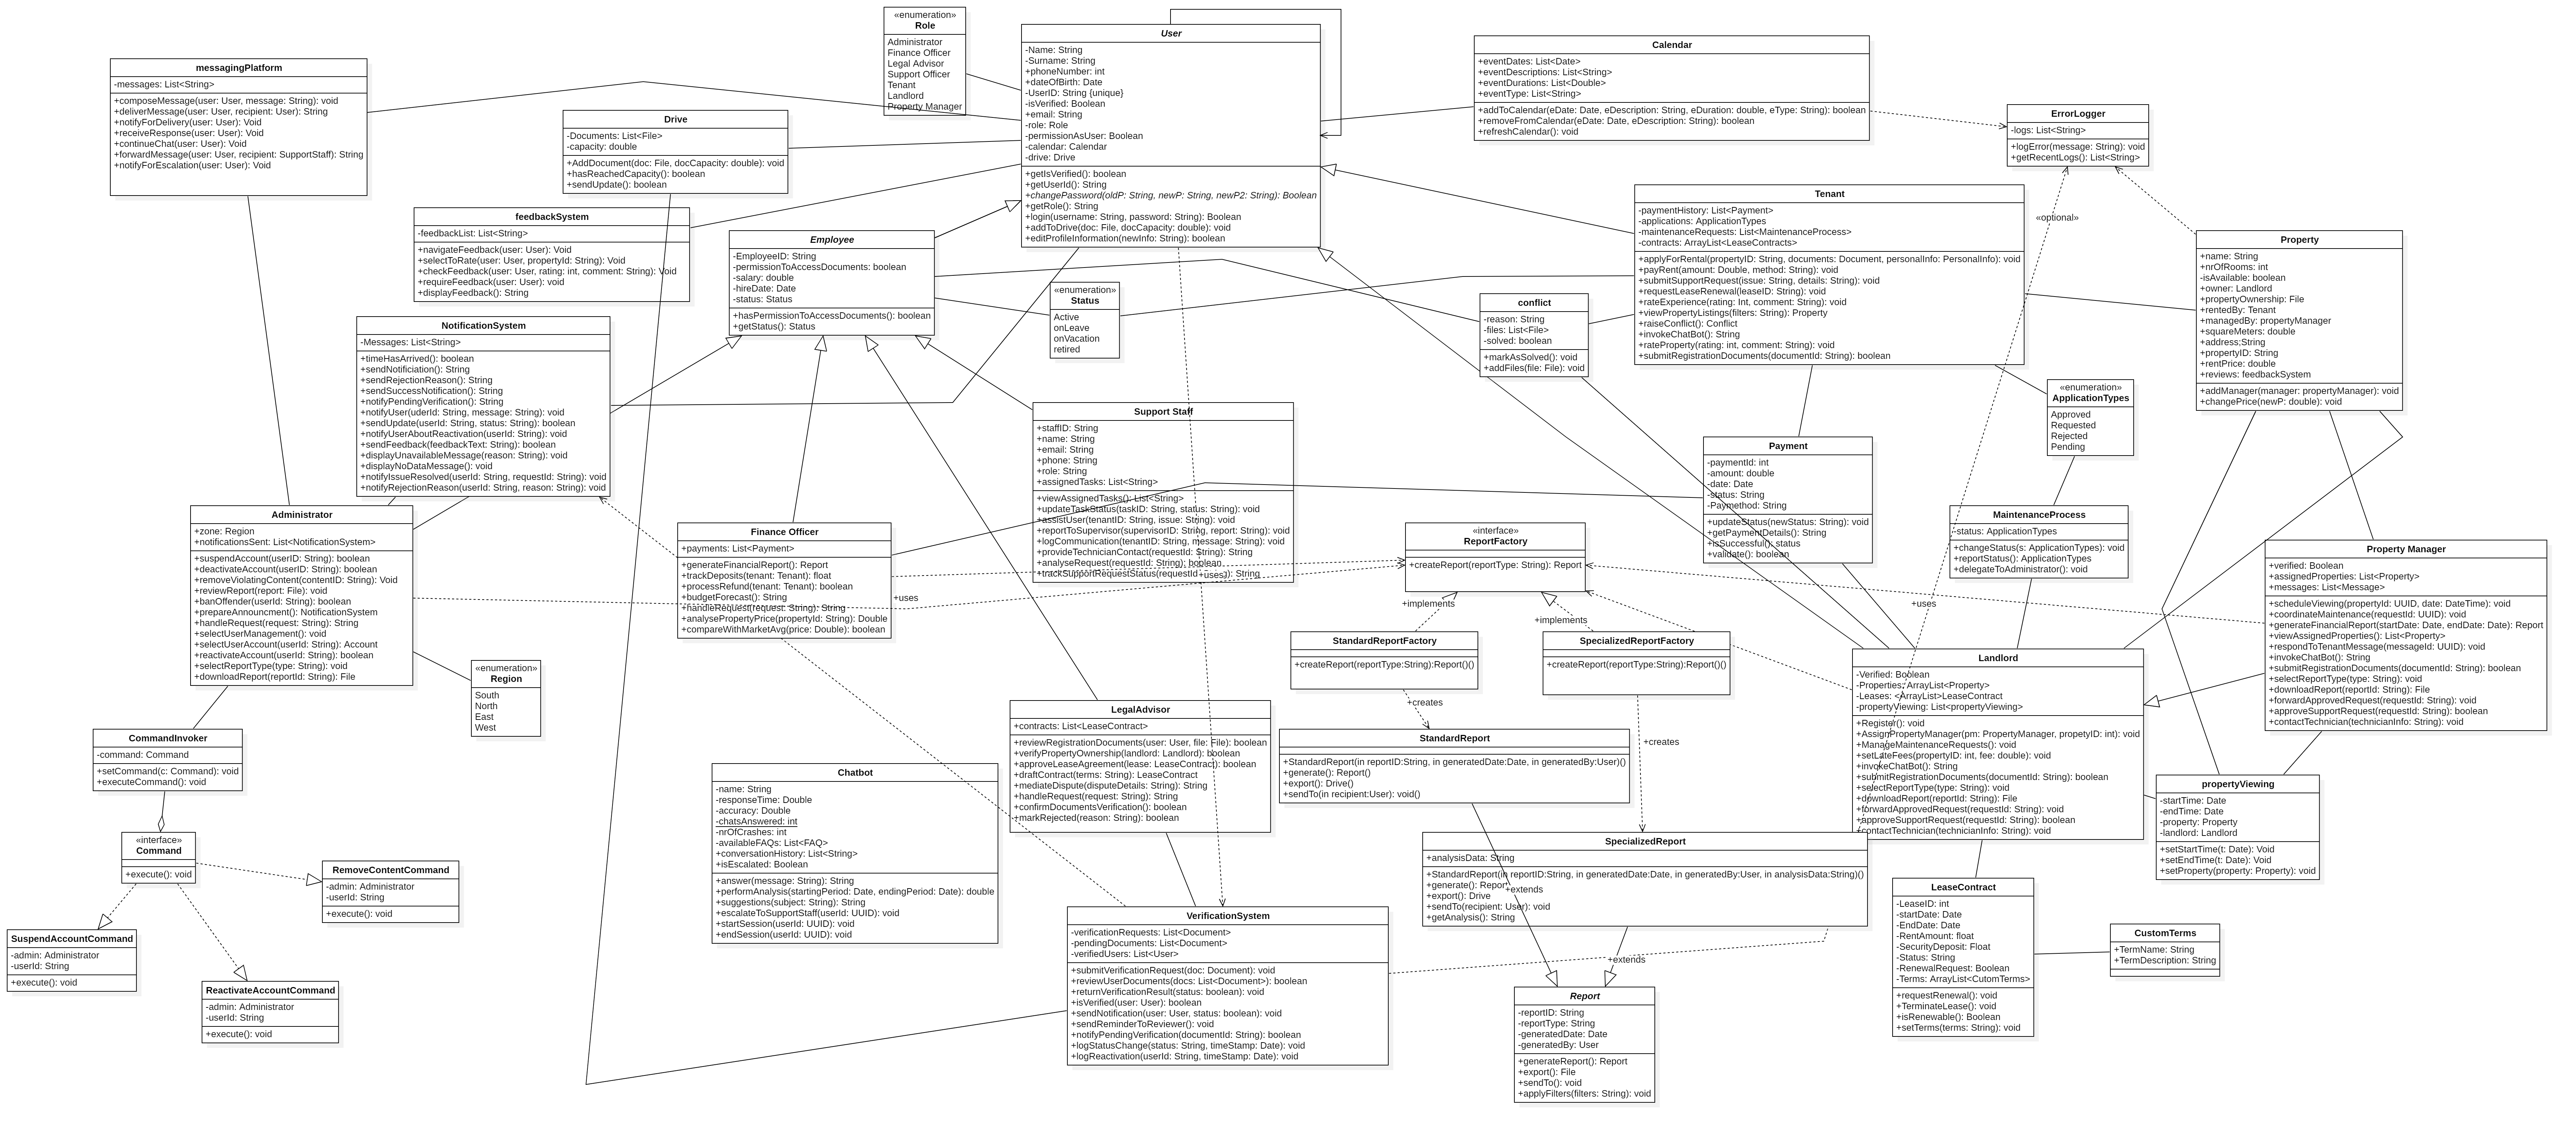 «enumeration»
Role
Administrator
Finance Officer
Legal Advisor
Support Officer
Tenant
Landlord
Property Manager
User
-Name: String
-Surname: String
+phoneNumber: int
+dateOfBirth: Date
-UserID: String {unique}
-isVerified: Boolean
+email: String
-role: Role
-permissionAsUser: Boolean
-calendar: Calendar
-drive: Drive
+getIsVerified(): boolean
+getUserId(): String
+changePassword(oldP: String, newP: String, newP2: String): Boolean
+getRole(): String
+login(username: String, password: String): Boolean
+addToDrive(doc: File, docCapacity: double): void
+editProfileInformation(newInfo: String): boolean
Calendar
+eventDates: List<Date>
+eventDescriptions: List<String>
+eventDurations: List<Double>
+eventType: List<String>
+addToCalendar(eDate: Date, eDescription: String, eDuration: double, eType: String): boolean
+removeFromCalendar(eDate: Date, eDescription: String): boolean
+refreshCalendar(): void
messagingPlatform
-messages: List<String>
+composeMessage(user: User, message: String): void
+deliverMessage(user: User, recipient: User): String
+notifyForDelivery(user: User): Void
+receiveResponse(user: User): Void
+continueChat(user: User): Void
+forwardMessage(user: User, recipient: SupportStaff): String
+notifyForEscalation(user: User): Void
Drive
-Documents: List<File>
-capacity: double
+AddDocument(doc: File, docCapacity: double): void
+hasReachedCapacity(): boolean
+sendUpdate(): boolean
ErrorLogger
-logs: List<String>
+logError(message: String): void
+getRecentLogs(): List<String>
feedbackSystem
-feedbackList: List<String>
+navigateFeedback(user: User): Void
+selectToRate(user: User, propertyId: String): Void
+checkFeedback(user: User, rating: int, comment: String): Void
+requireFeedback(user: User): void
+displayFeedback(): String
Employee
-EmployeeID: String
-permissionToAccessDocuments: boolean
-salary: double
-hireDate: Date
-status: Status
+hasPermissionToAccessDocuments(): boolean
+getStatus(): Status
Tenant
-paymentHistory: List<Payment>
-applications: ApplicationTypes
-maintenanceRequests: List<MaintenanceProcess>
-contracts: ArrayList<LeaseContracts>
+applyForRental(propertyID: String, documents: Document, personalInfo: PersonalInfo): void
+payRent(amount: Double, method: String): void
+submitSupportRequest(issue: String, details: String): void
+requestLeaseRenewal(leaseID: String): void
+rateExperience(rating: Int, comment: String): void
+viewPropertyListings(filters: String): Property
+raiseConflict(): Conflict
+invokeChatBot(): String
+rateProperty(rating: int, comment: String): void
+submitRegistrationDocuments(documentId: String): boolean
«optional»
Property
+name: String
+nrOfRooms: int
-isAvailable: boolean
+owner: Landlord
+propertyOwnership: File
+rentedBy: Tenant
+managedBy: propertyManager
+squareMeters: double
+address;String
+propertyID: String
+rentPrice: double
+reviews: feedbackSystem
+addManager(manager: propertyManager): void
+changePrice(newP: double): void
«enumeration»
Status
Active
onLeave
onVacation
retired
conflict
-reason: String
-files: List<File>
-solved: boolean
+markAsSolved(): void
+addFiles(file: File): void
NotificationSystem
-Messages: List<String>
+timeHasArrived(): boolean
+sendNotificiation(): String
+sendRejectionReason(): String
+sendSuccessNotification(): String
+notifyPendingVerification(): String
+notifyUser(uderId: String, message: String): void
+sendUpdate(userId: String, status: String): boolean
+notifyUserAboutReactivation(userId: String): void
+sendFeedback(feedbackText: String): boolean
+displayUnavailableMessage(reason: String): void
+displayNoDataMessage(): void
+notifyIssueResolved(userId: String, requestId: String): void
+notifyRejectionReason(userId: String, reason: String): void
«enumeration»
ApplicationTypes
Approved
Requested
Rejected
Pending
Support Staff
+staffID: String
+name: String
+email: String
+phone: String
+role: String
+assignedTasks: List<String>
+viewAssignedTasks(): List<String>
+updateTaskStatus(taskID: String, status: String): void
+assistUser(tenantID: String, issue: String): void
+reportToSupervisor(supervisorID: String, report: String): void
+logCommunication(tenantID: String, message: String): void
+provideTechnicianContact(requestId: String): String
+analyseRequest(requestId: String): boolean
+trackSupportRequestStatus(requestId: String): String
+uses
Payment
-paymentId: int
-amount: double
-date: Date
-status: String
-Paymethod: String
+updateStatus(newStatus: String): void
+getPaymentDetails(): String
+isSuccessful(): status
+validate(): boolean
Administrator
+zone: Region
+notificationsSent: List<NotificationSystem>
+suspendAccount(userID: String): boolean
+deactivateAccount(userID: String): boolean
+removeViolatingContent(contentID: String): Void
+reviewReport(report: File): void
+banOffender(userId: String): boolean
+prepareAnnouncment(): NotificationSystem
+handleRequest(request: String): String
+selectUserManagement(): void
+selectUserAccount(userId: String): Account
+reactivateAccount(userId: String): boolean
+selectReportType(type: String): void
+downloadReport(reportId: String): File
Finance Officer
+payments: List<Payment>
+generateFinancialReport(): Report
+trackDeposits(tenant: Tenant): float
+processRefund(tenant: Tenant): boolean
+budgetForecast(): String
+handleRequest(request: String): String
+analysePropertyPrice(propertyId: String): Double
+compareWithMarketAvg(price: Double): boolean
+uses
«interface»
ReportFactory
+createReport(reportType: String): Report
+implements
+implements
MaintenanceProcess
-status: ApplicationTypes
+changeStatus(s: ApplicationTypes): void
+reportStatus(): ApplicationTypes
+delegateToAdministrator(): void
+uses
Property Manager
+verified: Boolean
+assignedProperties: List<Property>
+messages: List<Message>
+scheduleViewing(propertyId: UUID, date: DateTime): void
+coordinateMaintenance(requestId: UUID): void
+generateFinancialReport(startDate: Date, endDate: Date): Report
+viewAssignedProperties(): List<Property>
+respondToTenantMessage(messageId: UUID): void
+invokeChatBot(): String
+submitRegistrationDocuments(documentId: String): boolean
+selectReportType(type: String): void
+downloadReport(reportId: String): File
+forwardApprovedRequest(requestId: String): void
+approveSupportRequest(requestId: String): boolean
+contactTechnician(technicianInfo: String): void
StandardReportFactory
+createReport(reportType:String):Report()()
SpecializedReportFactory
+createReport(reportType:String):Report()()
+creates
+creates
Landlord
-Verified: Boolean
-Properties: ArrayList<Property>
-Leases: <ArrayList>LeaseContract
-propertyViewing: List<propertyViewing>
+Register(): void
+AssignPropertyManager(pm: PropertyManager, propetyID: int): void
+ManageMaintenanceRequests(): void
+setLateFees(propertyID: int, fee: double): void
+invokeChatBot(): String
+submitRegistrationDocuments(documentId: String): boolean
+selectReportType(type: String): void
+downloadReport(reportId: String): File
+forwardApprovedRequest(requestId: String): void
+approveSupportRequest(requestId: String): boolean
+contactTechnician(technicianInfo: String): void
«enumeration»
Region
South
North
East
West
LegalAdvisor
+contracts: List<LeaseContract>
+reviewRegistrationDocuments(user: User, file: File): boolean
+verifyPropertyOwnership(landlord: Landlord): boolean
+approveLeaseAgreement(lease: LeaseContract): boolean
+draftContract(terms: String): LeaseContract
+mediateDispute(disputeDetails: String): String
+handleRequest(request: String): String
+confirmDocumentsVerification(): boolean
+markRejected(reason: String): boolean
CommandInvoker
-command: Command
+setCommand(c: Command): void
+executeCommand(): void
StandardReport
+StandardReport(in reportID:String, in generatedDate:Date, in generatedBy:User)()
+generate(): Report()
+export(): Drive()
+sendTo(in recipient:User): void()
Chatbot
-name: String
-responseTime: Double
-accuracy: Double
-chatsAnswered: int
-nrOfCrashes: int
-availableFAQs: List<FAQ>
+conversationHistory: List<String>
+isEscalated: Boolean
+answer(message: String): String
+performAnalysis(startingPeriod: Date, endingPeriod: Date): double
+suggestions(subject: String): String
+escalateToSupportStaff(userId: UUID): void
+startSession(userId: UUID): void
+endSession(userId: UUID): void
propertyViewing
-startTime: Date
-endTime: Date
-property: Property
-landlord: Landlord
+setStartTime(t: Date): Void
+setEndTime(t: Date): Void
+setProperty(property: Property): void
«interface»
Command
+execute(): void
SpecializedReport
+analysisData: String
+StandardReport(in reportID:String, in generatedDate:Date, in generatedBy:User, in analysisData:String)()
+generate(): Report
+export(): Drive
+sendTo(recipient: User): void
+getAnalysis(): String
+extends
+extends
RemoveContentCommand
-admin: Administrator
-userId: String
+execute(): void
LeaseContract
-LeaseID: int
-startDate: Date
-EndDate: Date
-RentAmount: float
-SecurityDeposit: Float
-Status: String
-RenewalRequest: Boolean
-Terms: ArrayList<CutomTerms>
+requestRenewal(): void
+TerminateLease(): void
+isRenewable(): Boolean
+setTerms(terms: String): void
VerificationSystem
-verificationRequests: List<Document>
-pendingDocuments: List<Document>
-verifiedUsers: List<User>
+submitVerificationRequest(doc: Document): void
+reviewUserDocuments(docs: List<Document>): boolean
+returnVerificationResult(status: boolean): void
+isVerified(user: User): boolean
+sendNotification(user: User, status: boolean): void
+sendReminderToReviewer(): void
+notifyPendingVerification(documentId: String): boolean
+logStatusChange(status: String, timeStamp: Date): void
+logReactivation(userId: String, timeStamp: Date): void
CustomTerms
+TermName: String
+TermDescription: String
SuspendAccountCommand
-admin: Administrator
-userId: String
+execute(): void
ReactivateAccountCommand
-admin: Administrator
-userId: String
+execute(): void
Report
-reportID: String
-reportType: String
-generatedDate: Date
-generatedBy: User
+generateReport(): Report
+export(): File
+sendTo(): void
+applyFilters(filters: String): void